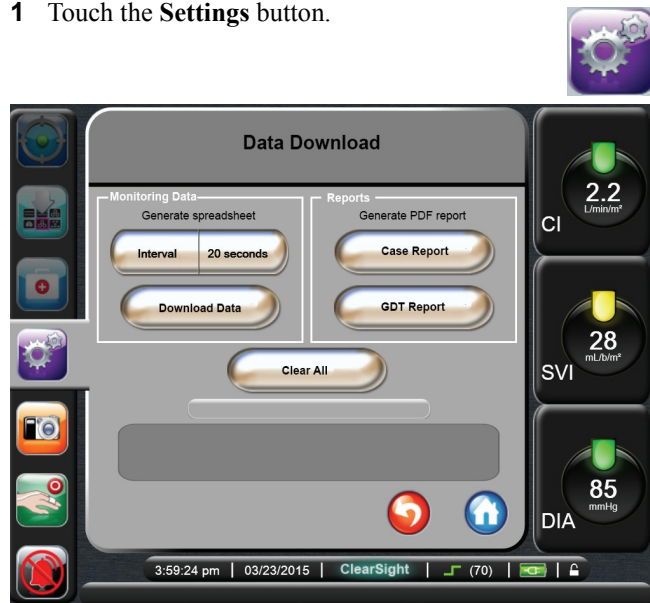 1 Touch the Settings button.
Data Download
Monitoring Data
Generate spreadsheet
Interval 20 seconds
Download Data
Reports
Generate PDF report
Case Report
GDT Report
Clear All
2.2
L/min/m²
CI
28
mL/b/m²
SVI
85
mmHg
DIA
3:59:24 pm | 03/23/2015 | ClearSight | (70) | |